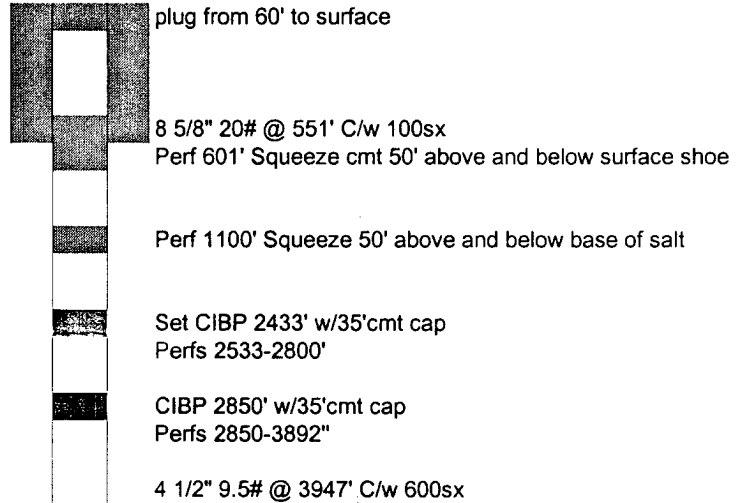 plug from 60' to surface
8 5/8" 20# @ 551' C/w 100sx
Perf 601' Squeeze cmt 50' above and below surface shoe
Perf 1100' Squeeze 50' above and below base of salt
Set CIBP 2433' w/35'cmt cap
Perfs 2533-2800'
CIBP 2850' w/35'cmt cap
Perfs 2850-3892"
4 1/2" 9.5# @ 3947' C/w 600sx